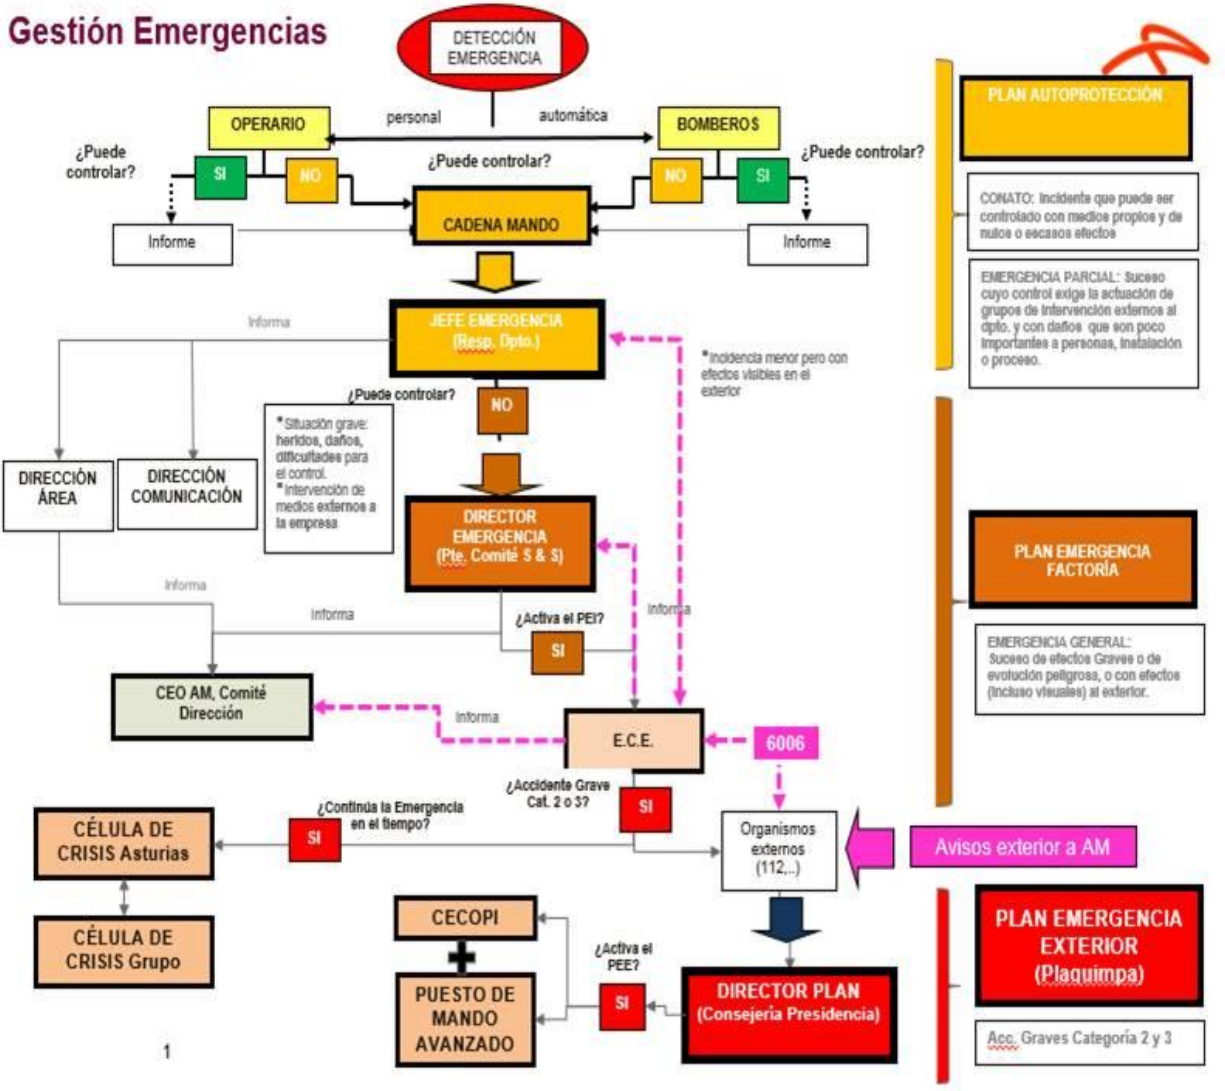 Gestión Emergencias
DETECCIÓN
EMERGENCIA
PLAN AUTOPROTECCIÓN
OPERARIO
personal
automática
BOMBEROS
¿Puede
controlar?
SI
NO
¿Puede controlar?
NO
SI
¿Puede controlar?
CADENA MANDO
Informe
Informe
CONATO: Incidente que puede ser
controlado con medios propios y de
nulos o escasos efectos
EMERGENCIA PARCIAL: Suceso
cuyo control exige la actuación de
grupos de intervención externos al
dpto. y con daños que son poco
importantes a personas, instalación
o proceso.
Informa
JEFE EMERGENCIA
(Resp. Dpto.)
*Incidencia menor pero con
efectos visibles en el
exterior
¿Puede controlar?
NO
*Situación grave:
heridos, daños,
dificultades para
el control.
*Intervención de
medios externos a
la empresa
DIRECCIÓN
ÁREA
DIRECCIÓN
COMUNICACIÓN
DIRECTOR
EMERGENCIA
(Pte. Comité S & S)
PLAN EMERGENCIA
FACTORÍA
Informa
Informa
¿Activa el PEI?
SI
Informa
EMERGENCIA GENERAL:
Suceso de efectos Graves o de
evolución peligrosa, o con efectos
(incluso visuales) al exterior.
CEO AM, Comité
Dirección
Informa
E.C.E.
6006
¿Accidente Grave
Cat. 2 o 3?
SI
¿Continúa la Emergencia
en el tiempo?
SI
CÉLULA DE
CRISIS Asturias
Organismos
externos
(112,..)
Avisos exterior a AM
CÉLULA DE
CRISIS Grupo
CECOPI
PUESTO DE
MANDO
AVANZADO
¿Activa el
PEE?
SI
DIRECTOR PLAN
(Consejería Presidencia)
PLAN EMERGENCIA
EXTERIOR
(Plaquimpa)
Acc. Graves Categoría 2 y 3
1